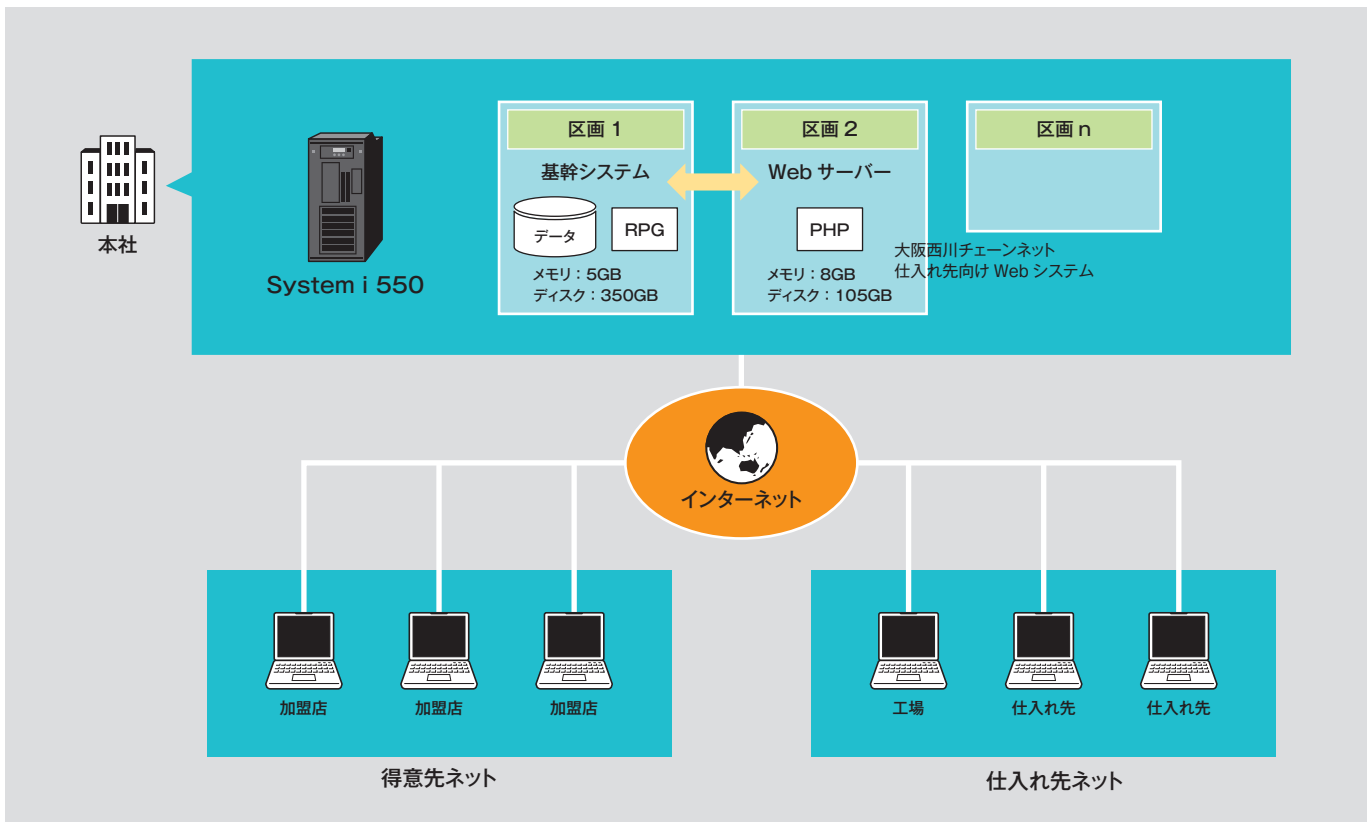 本社
System i 550
区画 1
基幹システム
データ
RPG
メモリ:5GB
ディスク:350GB
区画 2
Web サーバー
PHP
メモリ:8GB
ディスク:105GB
大阪西川チェーンネット
仕入れ先向け Web システム
区画 n
インターネット
加盟店
加盟店
加盟店
得意先ネット
工場
仕入れ先
仕入れ先
仕入れ先ネット